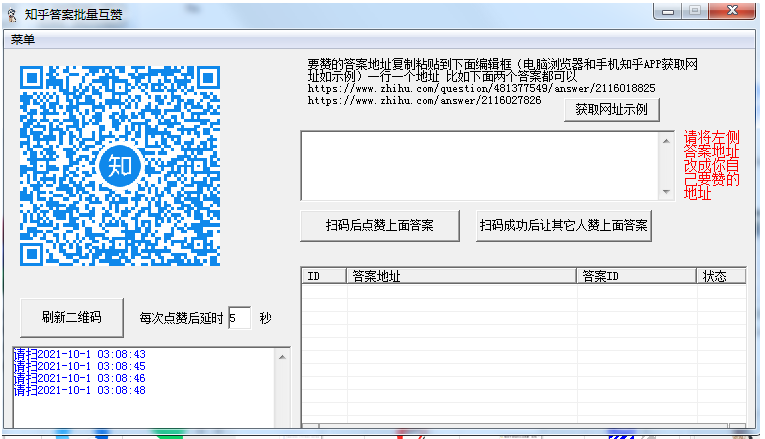 知乎答案批量互赞
菜单
要赞的答案地址复制粘贴到下面编辑框（电脑浏览器和手机知乎APP获取网
址如示例）一行一个地址 比如下面两个答案都可以
https://www.zhihu.com/question/481377549/answer/2116018825
https://www.zhihu.com/answer/2116027826
获取网址示例
知
请将左侧
答案地址
改成你自
己要赞的
地址
扫码后点赞上面答案
扫码成功后让其它人赞上面答案
ID 答案地址 答案ID 状态
刷新二维码
每次点赞后延时 5 秒
请扫2021-10-1 03:08:43
请扫2021-10-1 03:08:45
请扫2021-10-1 03:08:46
请扫2021-10-1 03:08:48